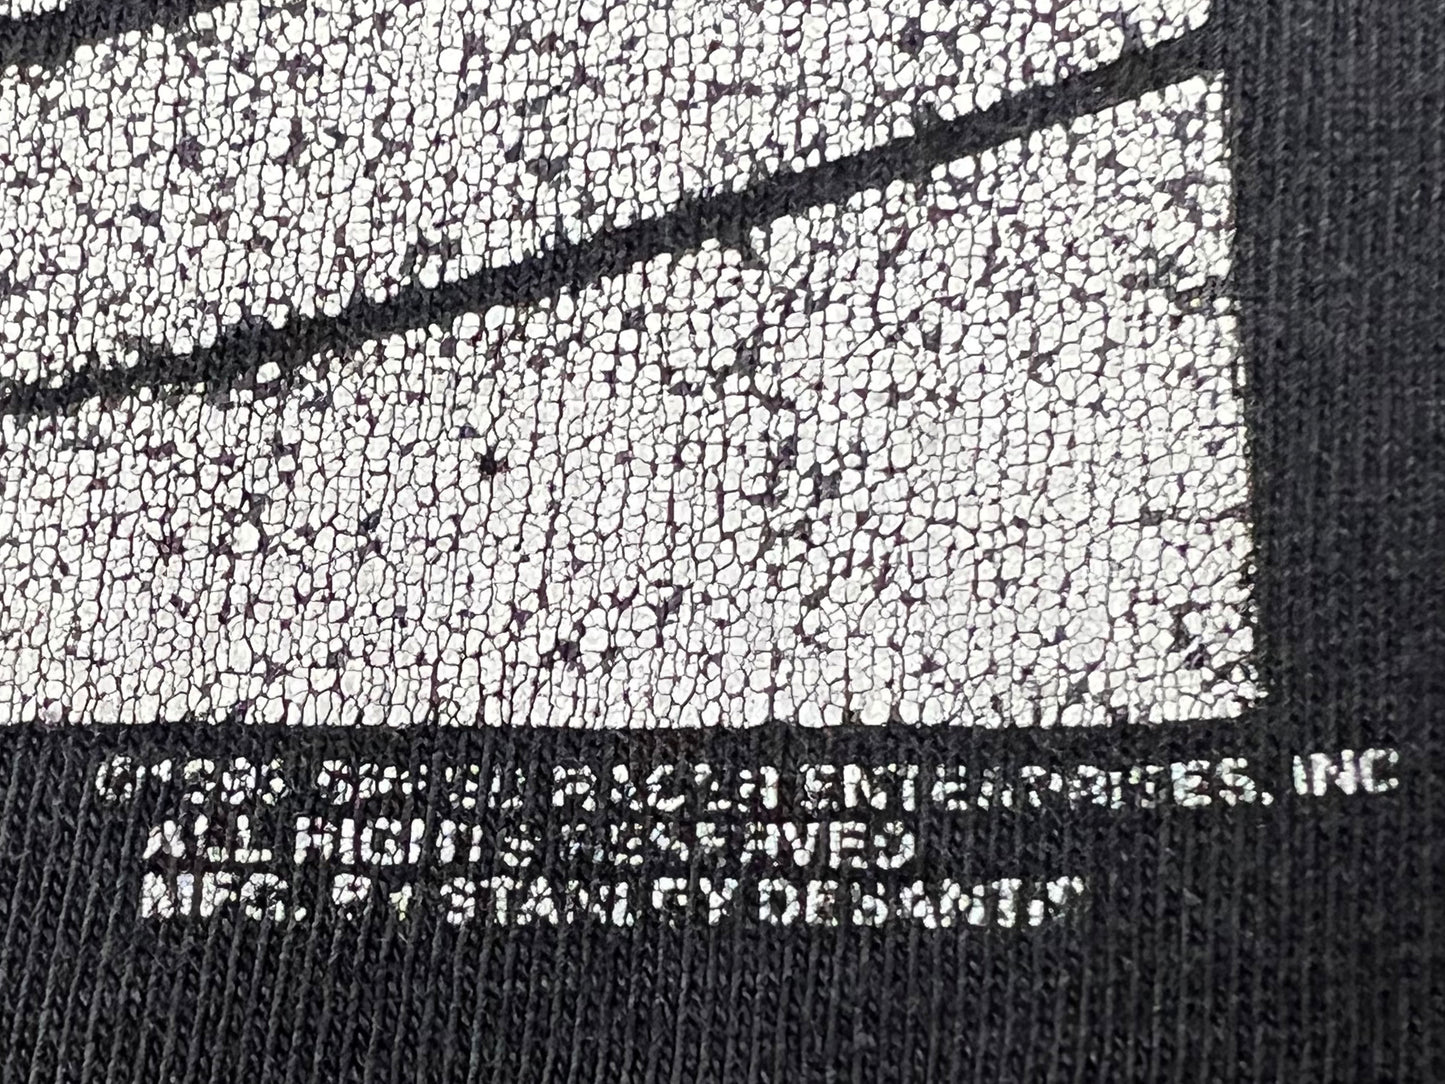 SPEED RACER ENTERPRISES, INC
ALL RIGHTS RESERVED
MFG. BY STANLEY DESANTIS